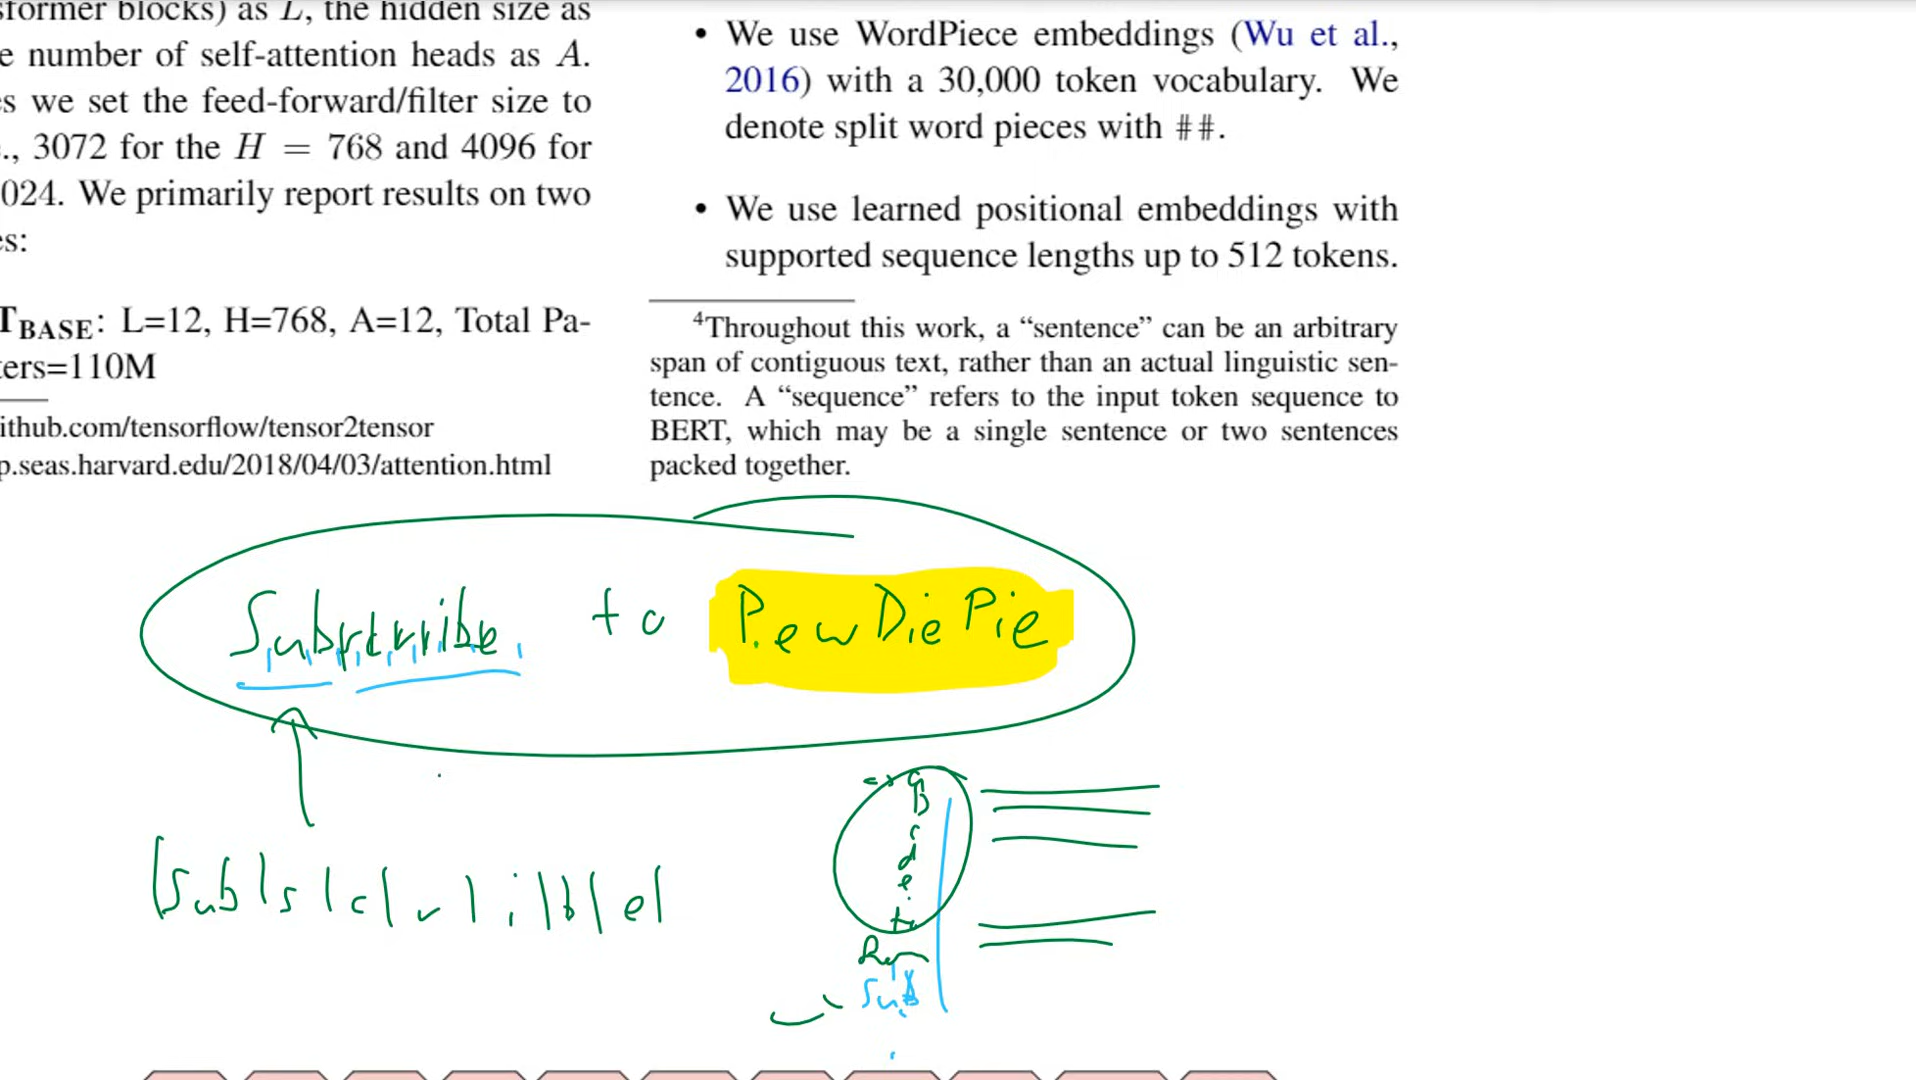 sformer blocks) as L, the hidden size as
e number of self-attention heads as A.
s we set the feed-forward/filter size to
., 3072 for the H = 768 and 4096 for
024. We primarily report results on two
es:
TBASE: L=12, H=768, A=12, Total Pa-
ters=110M
ithub.com/tensorflow/tensor2tensor
p.seas.harvard.edu/2018/04/03/attention.html
• We use WordPiece embeddings (Wu et al.,
2016) with a 30,000 token vocabulary. We
denote split word pieces with ##.
• We use learned positional embeddings with
supported sequence lengths up to 512 tokens.
4Throughout this work, a “sentence” can be an arbitrary
span of contiguous text, rather than an actual linguistic sen-
tence. A “sequence” refers to the input token sequence to
BERT, which may be a single sentence or two sentences
packed together.
Subscribe to PewDiePie
|Sub|s|c|r|i|b|e|
c
d
e
Sub